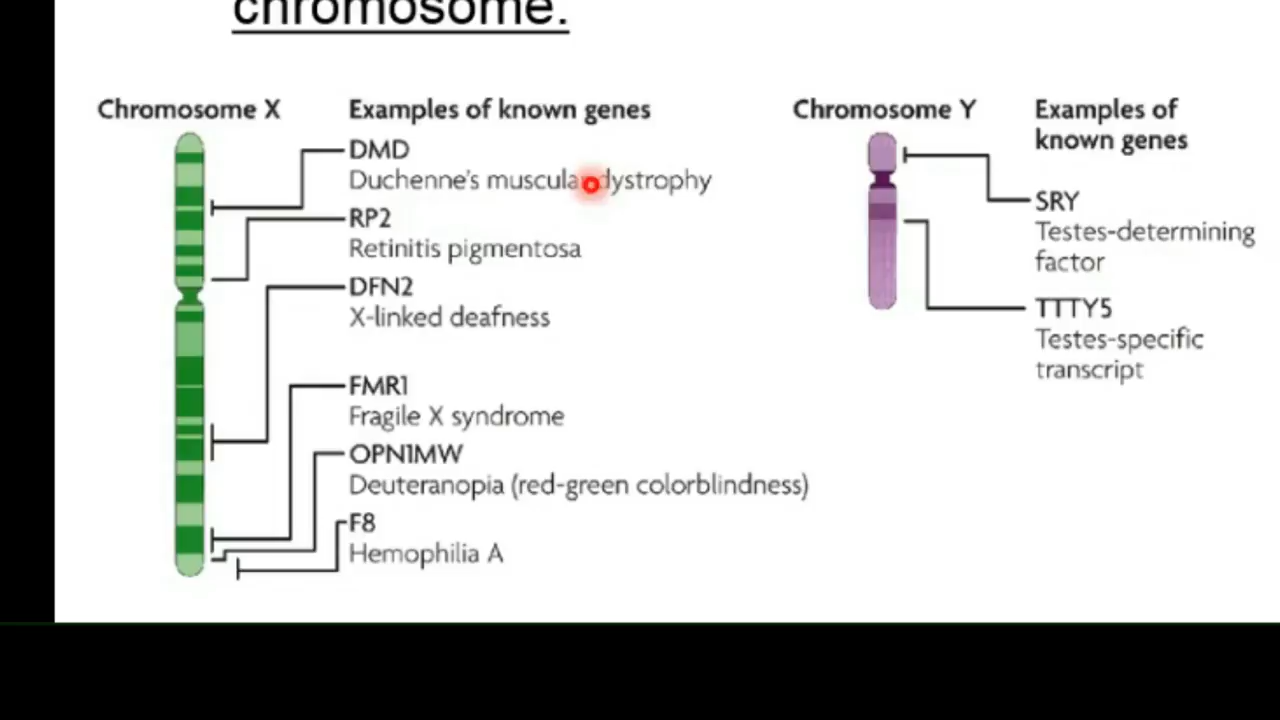 chromosome.
Chromosome X
Examples of known genes
DMD
Duchenne's muscular dystrophy
RP2
Retinitis pigmentosa
DFN2
X-linked deafness
FMR1
Fragile X syndrome
OPN1MW
Deuteranopia (red-green colorblindness)
F8
Hemophilia A
Chromosome Y
Examples of
known genes
SRY
Testes-determining
factor
TTTY5
Testes-specific
transcript